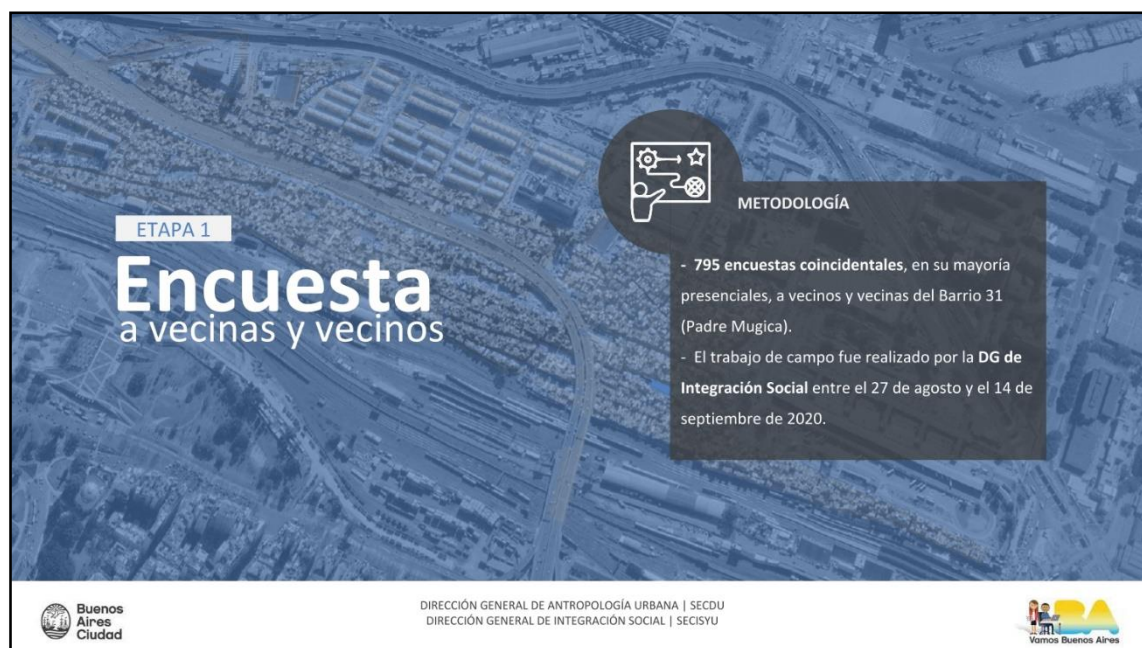 ETAPA 1
Encuesta
a vecinas y vecinos
METODOLOGÍA
- 795 encuestas coincidentales, en su mayoría
presenciales, a vecinos y vecinas del Barrio 31
(Padre Mugica).
- El trabajo de campo fue realizado por la DG de
Integración Social entre el 27 de agosto y el 14 de
septiembre de 2020.
Buenos
Aires
Ciudad
DIRECCIÓN GENERAL DE ANTROPOLOGÍA URBANA | SECDU
DIRECCIÓN GENERAL DE INTEGRACIÓN SOCIAL | SECISYU
BA
Vamos Buenos Aires